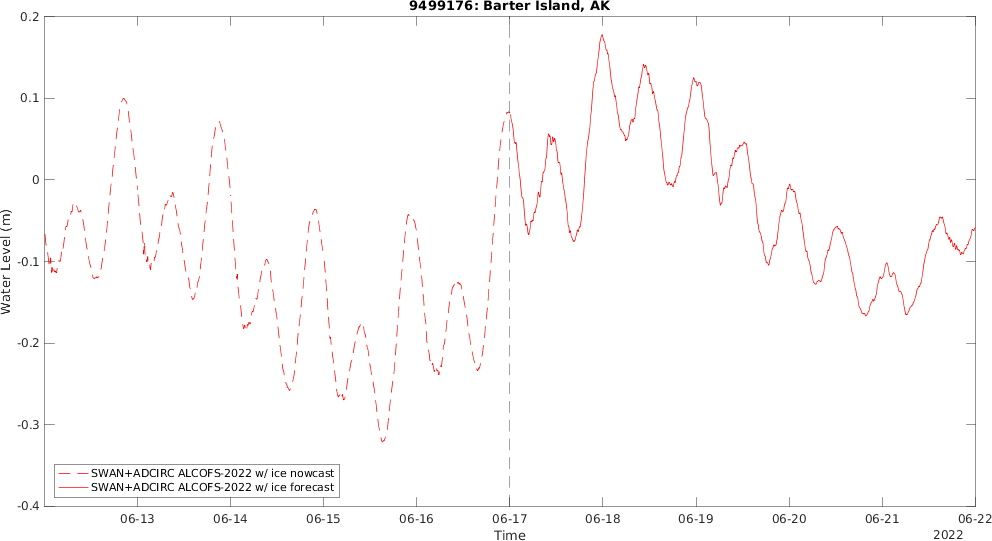 9499176: Barter Island, AK
0.2
0.1
0
-0.1
-0.2
-0.3
-0.4
Water Level (m)
SWAN+ADCIRC ALCOFS-2022 w/ ice nowcast
SWAN+ADCIRC ALCOFS-2022 w/ ice forecast
06-13 06-14 06-15 06-16 06-17 06-18 06-19 06-20 06-21 06-22
Time
2022